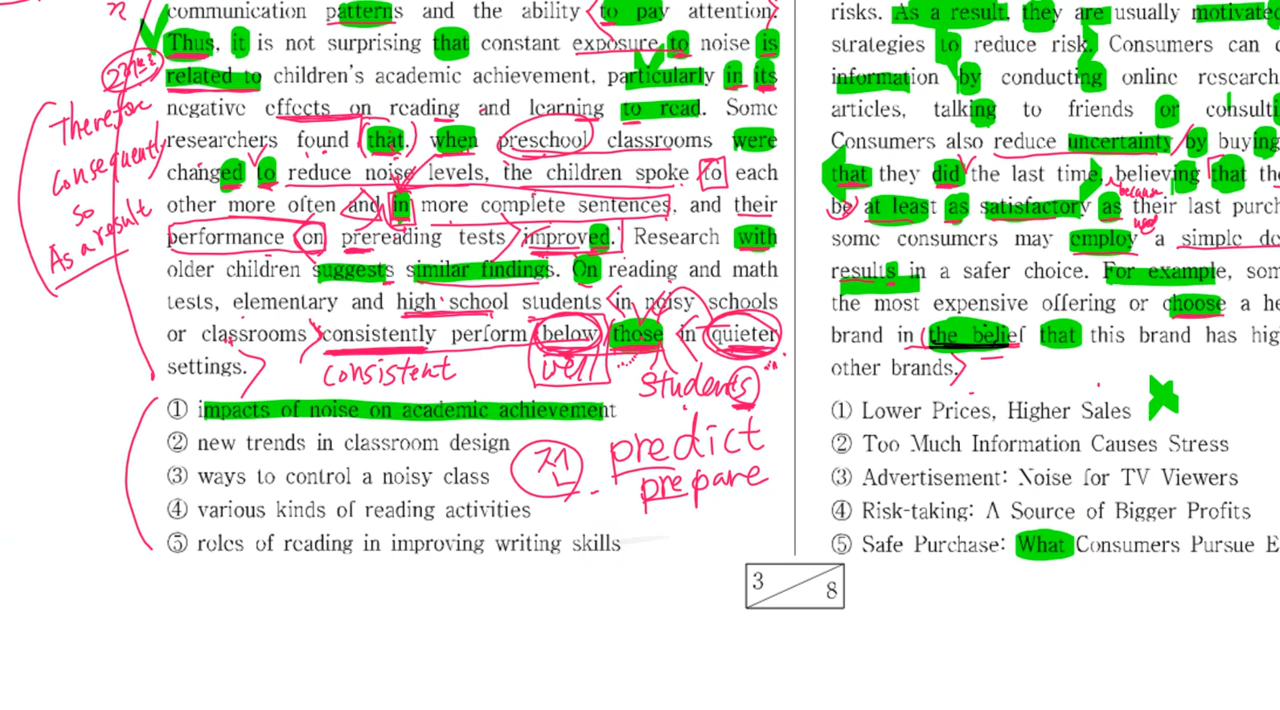 communication patterns and the ability to pay attention.
Thus, it is not surprising that constant exposure to noise is
related to children's academic achievement, particularly in its
negative effects on reading and learning to read. Some
researchers found that, when preschool classrooms were
changed to reduce noise levels, the children spoke to each
other more often and in more complete sentences, and their
performance on prereading tests improved. Research with
older children suggests similar findings. On reading and math
tests, elementary and high school students in noisy schools
or classrooms consistently perform below those in quieter
settings.
Therefore
consequently
so
As a result
consistent
well
students
① impacts of noise on academic achievement
② new trends in classroom design
③ ways to control a noisy class
④ various kinds of reading activities
⑤ roles of reading in improving writing skills
전
predict
prepare
risks. As a result, they are usually motivated
strategies to reduce risk. Consumers can
information by conducting online research
articles, talking to friends or
Consumers also reduce uncertainty by buying
that they did the last time, believing that
because
be at least as satisfactory as their last
used
some consumers may employ a simple
results in a safer choice. For example,
the most expensive offering or choose a
brand in the belief that this brand has
other brands.
① Lower Prices, Higher Sales
② Too Much Information Causes Stress
③ Advertisement: Noise for TV Viewers
④ Risk-taking: A Source of Bigger Profits
⑤ Safe Purchase: What Consumers Pursue
3
8